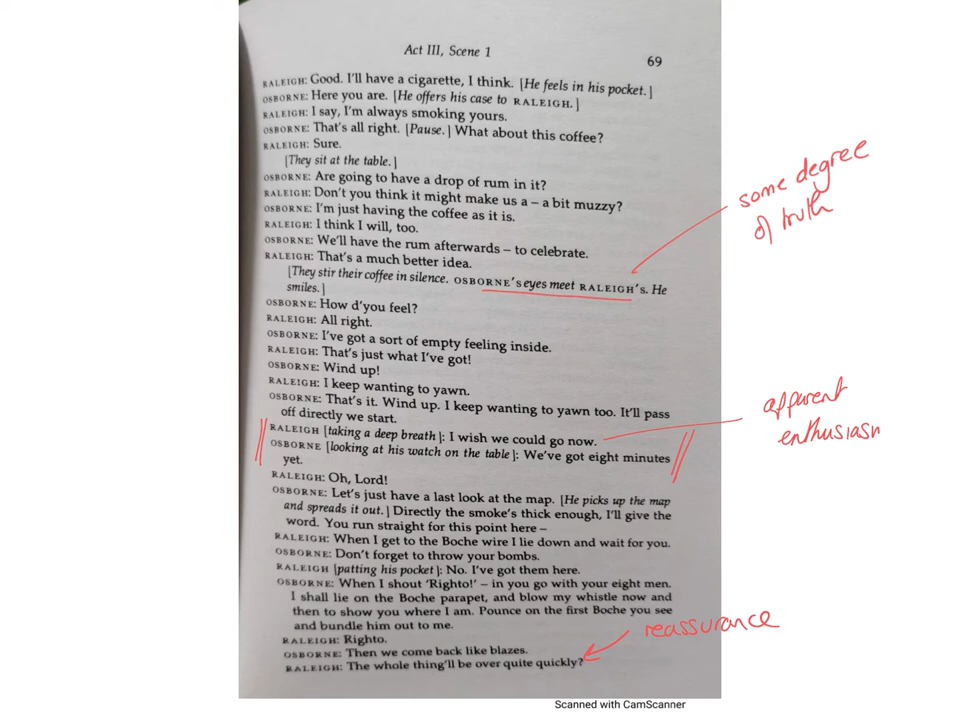 Act III, Scene 1
69
RALEIGH: Good. I'll have a cigarette, I think. [He feels in his pocket.]
OSBORNE: Here you are. [He offers his case to RALEIGH.]
RALEIGH: I say, I'm always smoking yours.
OSBORNE: That's all right. [Pause.] What about this coffee?
RALEIGH: Sure.
[They sit at the table.]
OSBORNE: Are going to have a drop of rum in it?
RALEIGH: Don't you think it might make us a – a bit muzzy?
OSBORNE: I'm just having the coffee as it is.
RALEIGH: I think I will, too.
OSBORNE: We'll have the rum afterwards – to celebrate.
RALEIGH: That's a much better idea.
[They stir their coffee in silence. OSBORNE's eyes meet RALEIGH's. He
smiles.]
some degree
of truth
OSBORNE: How d'you feel?
RALEIGH: All right.
OSBORNE: I've got a sort of empty feeling inside.
RALEIGH: That's just what I've got!
OSBORNE: Wind up!
RALEIGH: I keep wanting to yawn.
OSBORNE: That's it. Wind up. I keep wanting to yawn too. It'll pass
off directly we start.
RALEIGH [taking a deep breath]: I wish we could go now.
apparent
enthusiasm
OSBORNE [looking at his watch on the table]: We've got eight minutes
yet.
RALEIGH: Oh, Lord!
OSBORNE: Let's just have a last look at the map. [He picks up the map
and spreads it out.] Directly the smoke's thick enough, I'll give the
word. You run straight for this point here –
RALEIGH: When I get to the Boche wire I lie down and wait for you.
OSBORNE: Don't forget to throw your bombs.
RALEIGH [patting his pocket]: No. I've got them here.
OSBORNE: When I shout 'Righto!' – in you go with your eight men.
I shall lie on the Boche parapet, and blow my whistle now and
then to show you where I am. Pounce on the first Boche you see
and bundle him out to me.
RALEIGH: Righto.
OSBORNE: Then we come back like blazes.
RALEIGH: The whole thing'll be over quite quickly?
reassurance
Scanned with CamScanner